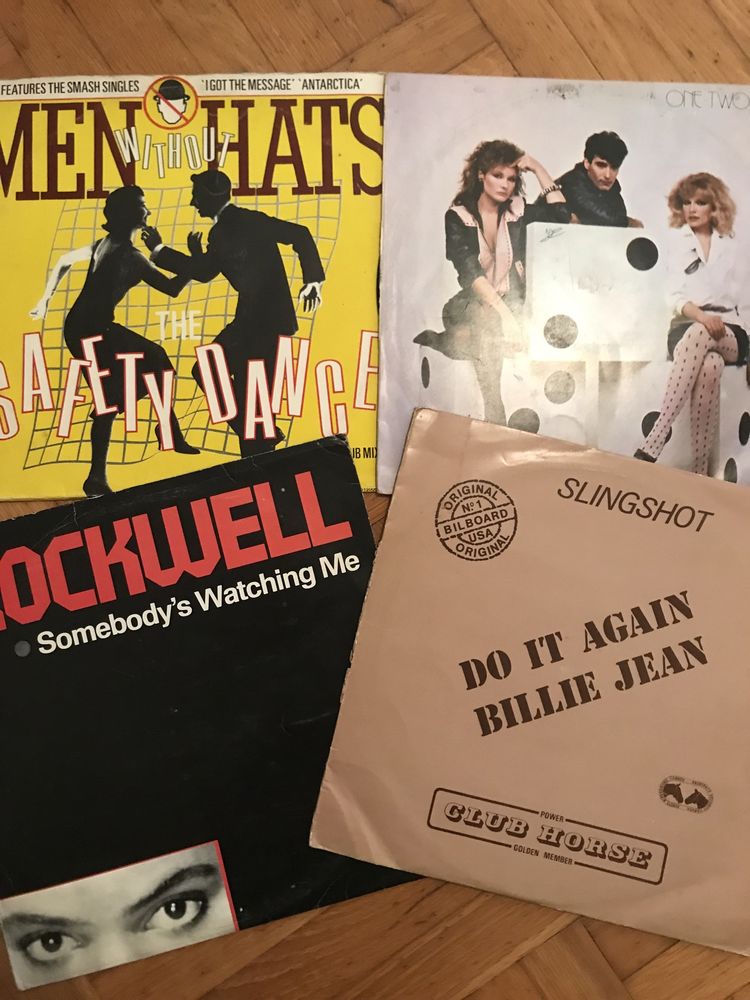 FEATURES THE SMASH SINGLES 'I GOT THE MESSAGE' 'ANTARCTICA'
MEN WITHOUT HATS
THE
SAFETY DANCE
UB MIX
ONE TWO
OCKWELL
Somebody's Watching Me
ORIGINAL
Nº1
BILBOARD
USA
ORIGINAL
SLINGSHOT
DO IT AGAIN
BILLIE JEAN
POWER
CLUB HORSE
GOLDEN MEMBER